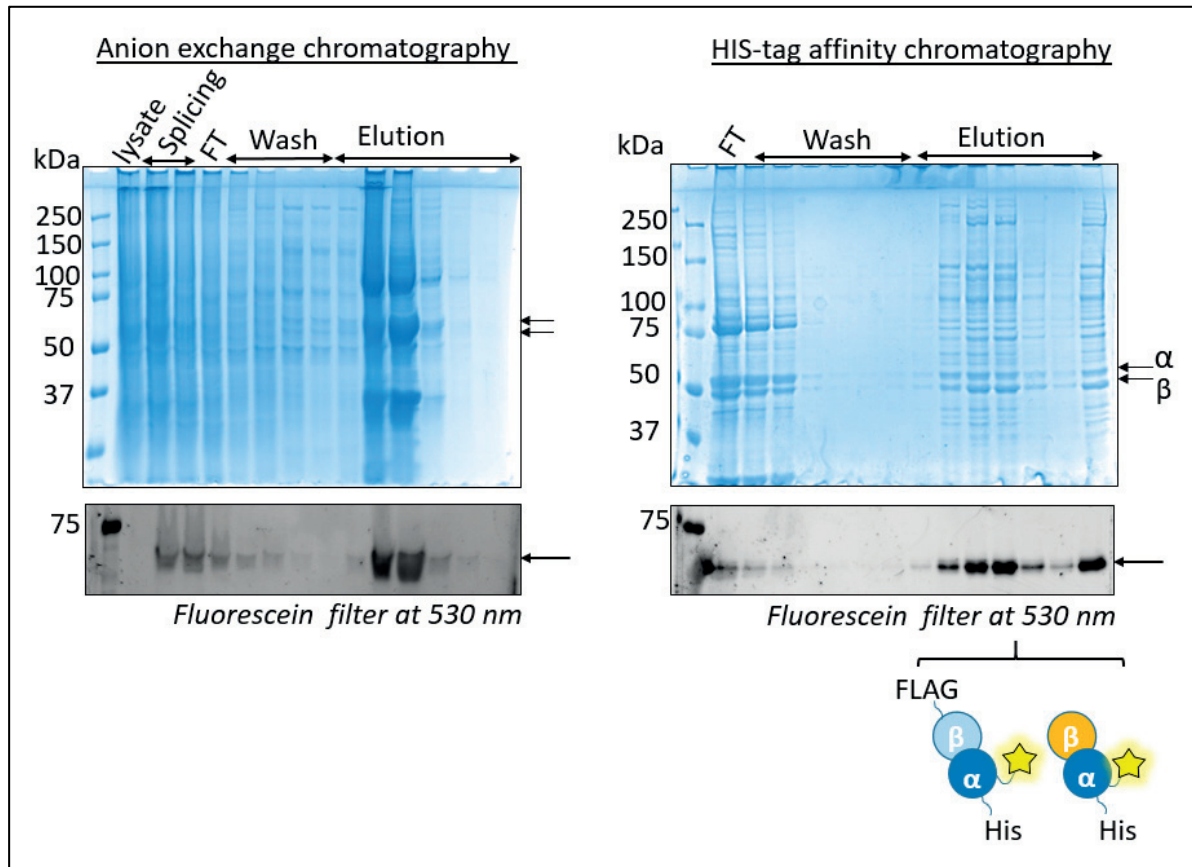 Anion exchange chromatography
lysate
Splicing
FT
Wash
Elution
kDa
250
150
100
75
50
37
75
Fluorescein filter at 530 nm
HIS-tag affinity chromatography
FT
Wash
Elution
kDa
250
150
100
75
50
37
α
β
75
Fluorescein filter at 530 nm
FLAG
β
α
His
β
α
His